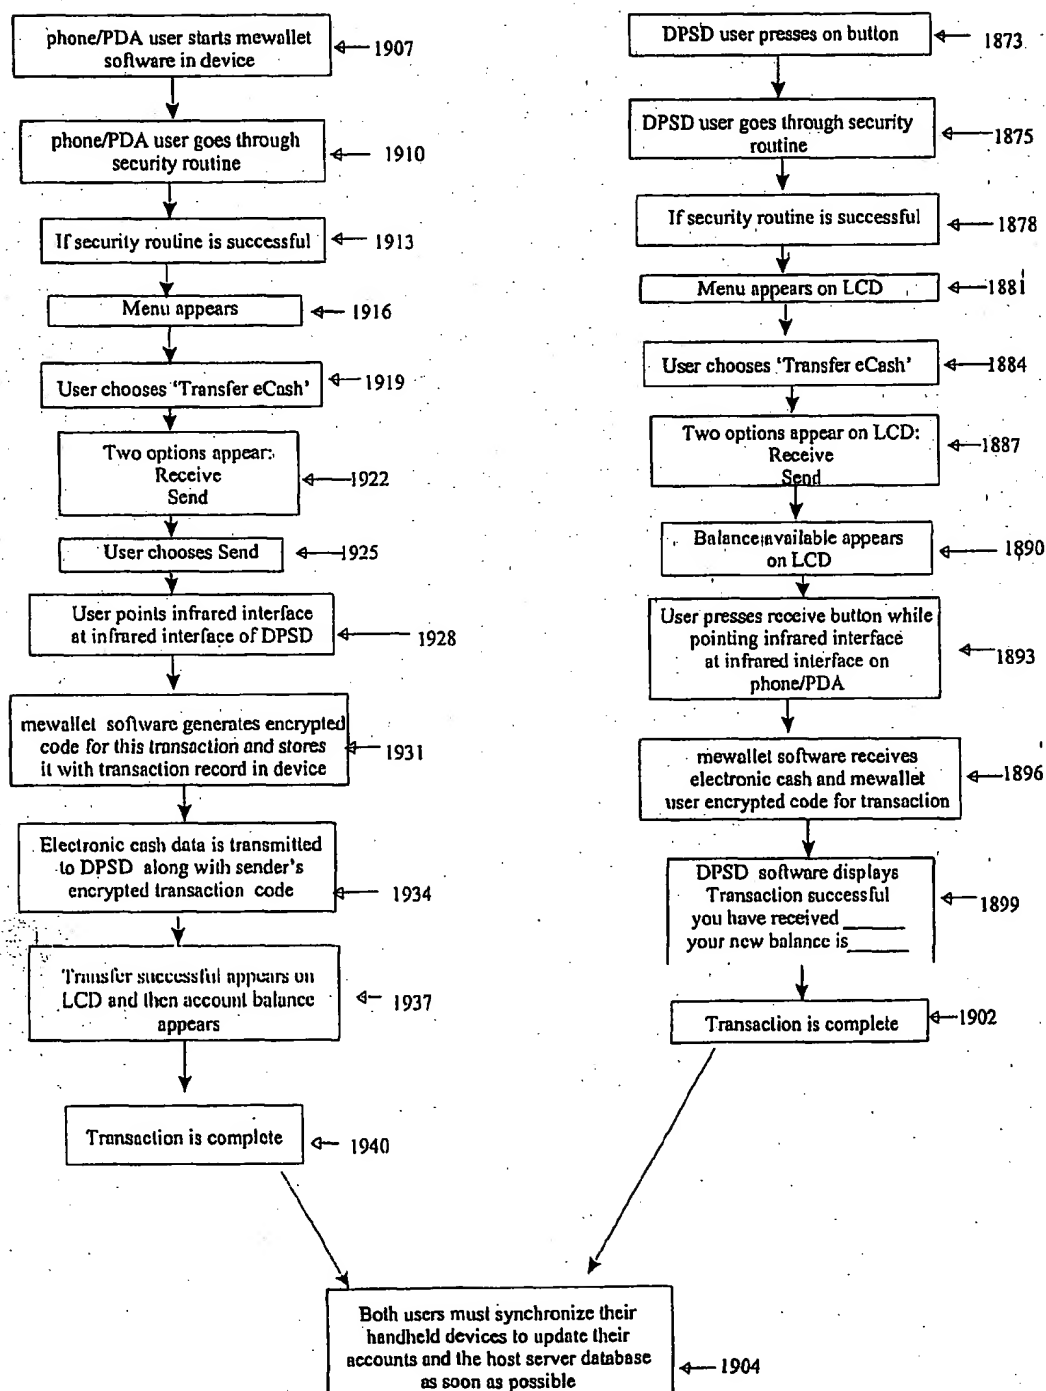 phone/PDA user starts mewallet
software in device
1907
phone/PDA user goes through
security routine
1910
If security routine is successful
1913
Menu appears
1916
User chooses ‘Transfer eCash’
1919
Two options appear:
Receive
Send
1922
User chooses Send
1925
User points infrared interface
at infrared interface of DPSD
1928
mewallet software generates encrypted
code for this transaction and stores
it with transaction record in device
1931
Electronic cash data is transmitted
to DPSD along with sender's
encrypted transaction code
1934
Transfer successful appears on
LCD and then account balance
appears
1937
Transaction is complete
1940
DPSD user presses on button
1873
DPSD user goes through security
routine
1875
If security routine is successful
1878
Menu appears on LCD
1881
User chooses ‘Transfer eCash’
1884
Two options appear on LCD:
Receive
Send
1887
Balance available appears
on LCD
1890
User presses receive button while
pointing infrared interface
at infrared interface on
phone/PDA
1893
mewallet software receives
electronic cash and mewallet
user encrypted code for transaction
1896
DPSD software displays
Transaction successful
you have received ______
your new balance is______
1899
Transaction is complete
1902
Both users must synchronize their
handheld devices to update their
accounts and the host server database
as soon as possible
1904